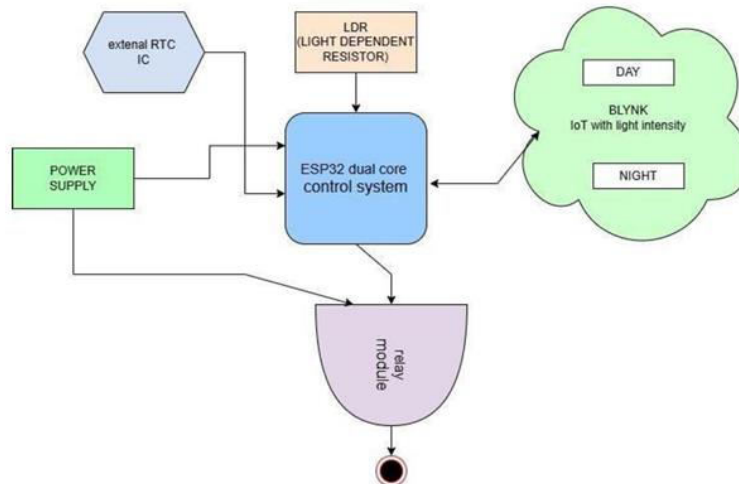 extenal RTC
IC
LDR
(LIGHT DEPENDENT
RESISTOR)
DAY
BLYNK
IoT with light intensity
NIGHT
POWER
SUPPLY
ESP32 dual core
control system
relay
module